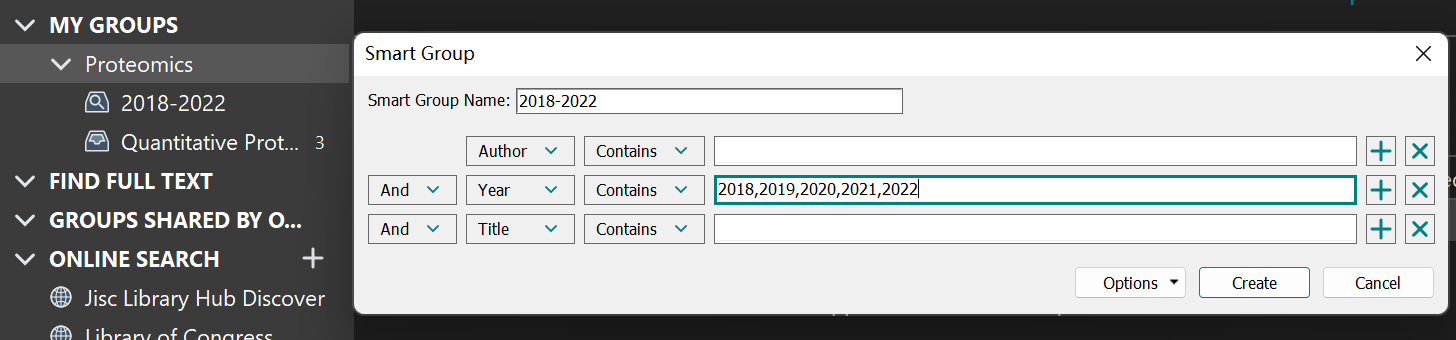 MY GROUPS
Proteomics
2018-2022
Quantitative Prot... 3
FIND FULL TEXT
GROUPS SHARED BY O...
ONLINE SEARCH
Jisc Library Hub Discover
Library of Congress
Smart Group
Smart Group Name: 2018-2022
Author Contains
And Year Contains 2018,2019,2020,2021,2022
And Title Contains
Options Create Cancel